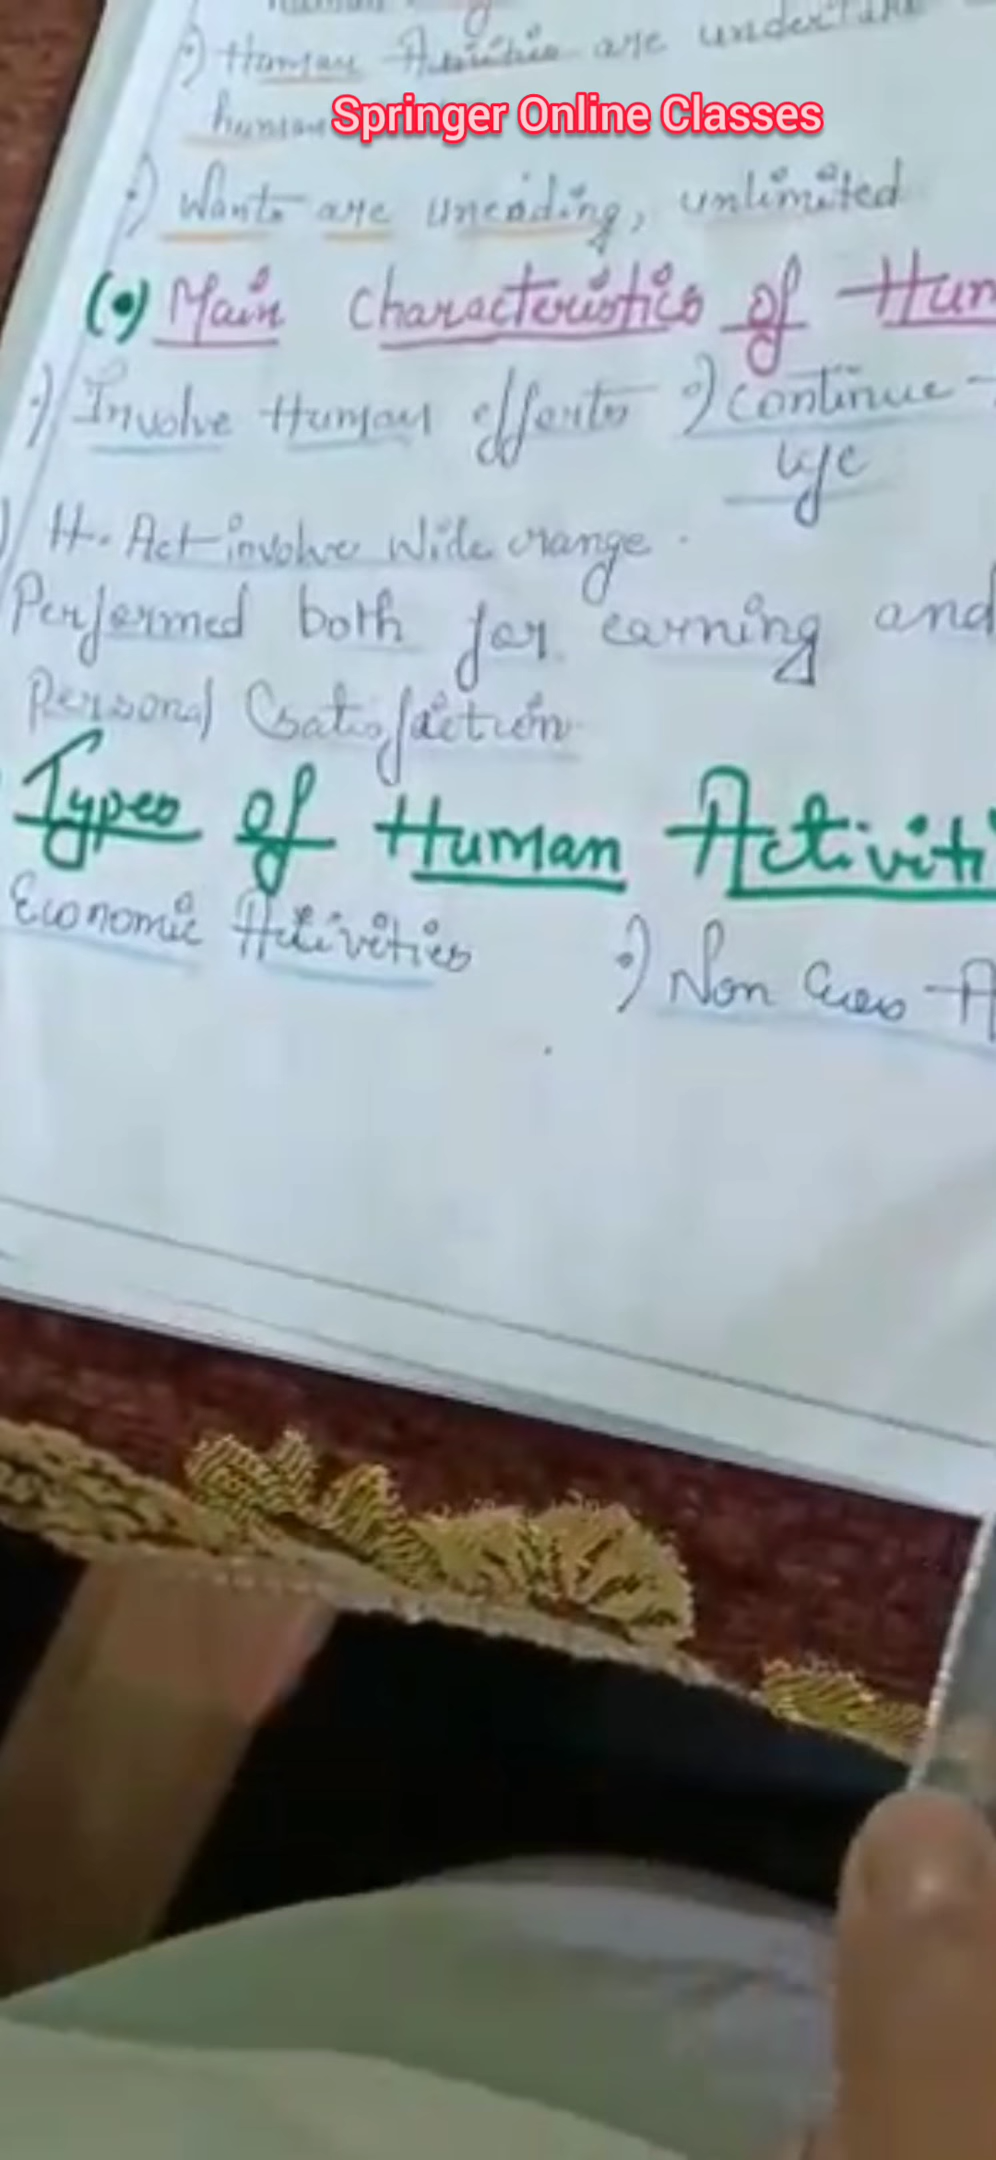 Human Activities are undertake
human
Springer Online Classes
Wants are unending, unlimited
(•) Main characteristics of Hum
Involve Human efforts •) continue -
life
H. Act involve Wide range.
Performed both for earning and
Personal Satisfaction
Types of Human Activiti
Economic Activities •) Non Eco A